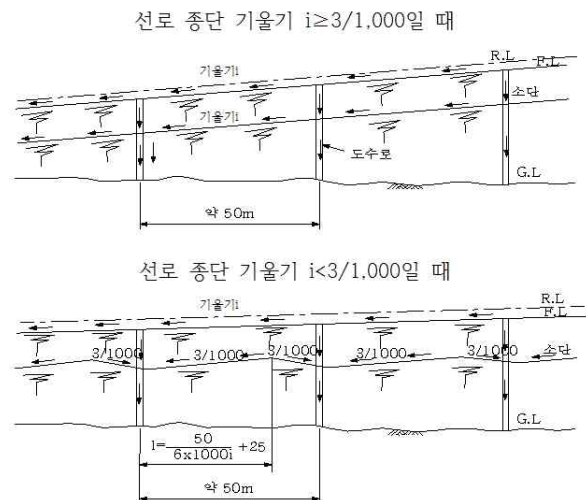 선로 종단 기울기 i≥3/1,000일 때
R.L
F.L
기울기i
소단
기울기i
도수로
G.L
약 50m
선로 종단 기울기 i<3/1,000일 때
R.L
기울기i
F.L
3/1000
3/1000
3/1000
3/1000
3/1000
소단
G.L
l=50/6x1000i +25
약 50m